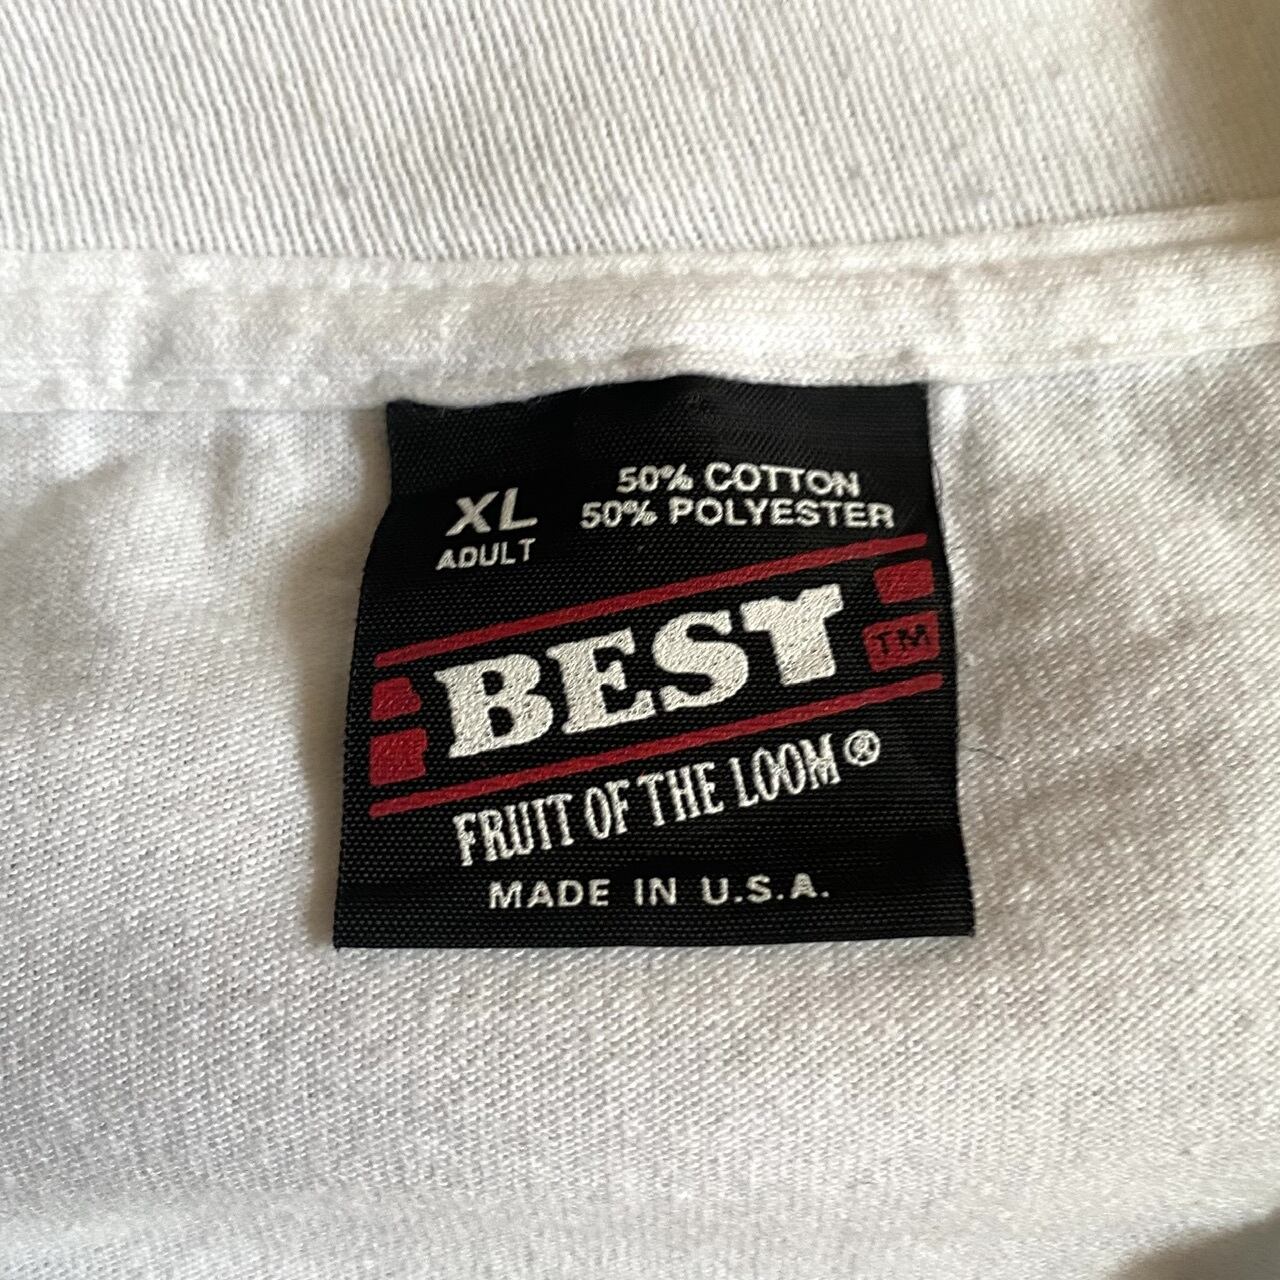 50% COTTON
XL 50% POLYESTER
ADULT
BEST TM
FRUIT OF THE LOOM®
MADE IN U.S.A.